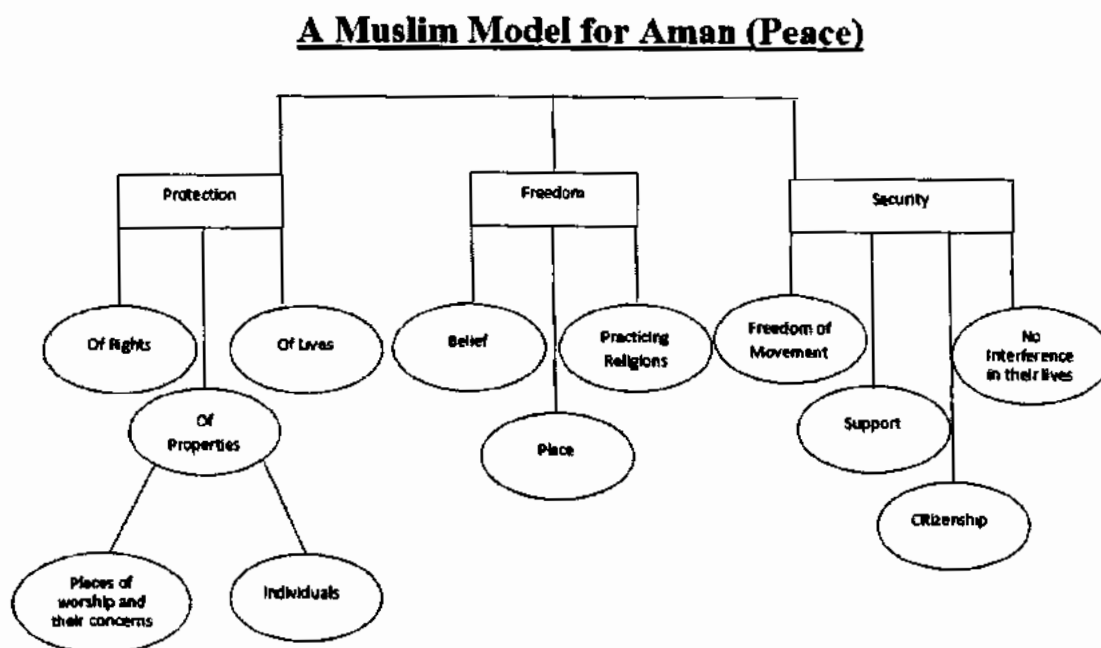 A Muslim Model for Aman (Peace)
Protection
Freedom
Security
Of Rights
Of Lives
Of
Properties
Places of
worship and
their concerns
Individuals
Belief
Practicing
Religions
Place
Freedom of
Movement
Support
No
Interference
in their lives
Citizenship